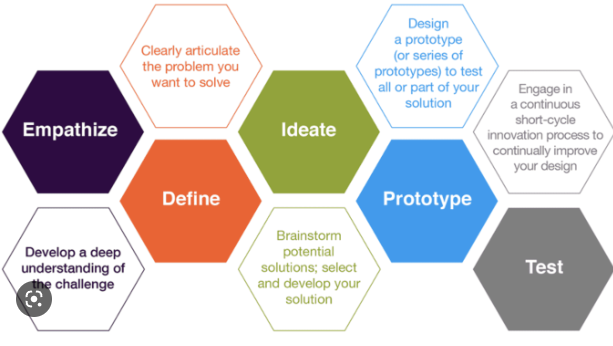 Empathize
Develop a deep
understanding of
the challenge
Clearly articulate
the problem you
want to solve
Define
Ideate
Brainstorm
potential
solutions; select
and develop your
solution
Design
a prototype
(or series of
prototypes) to test
all or part of your
solution
Prototype
Engage in
a continuous
short-cycle
innovation process to
continually improve
your design
Test